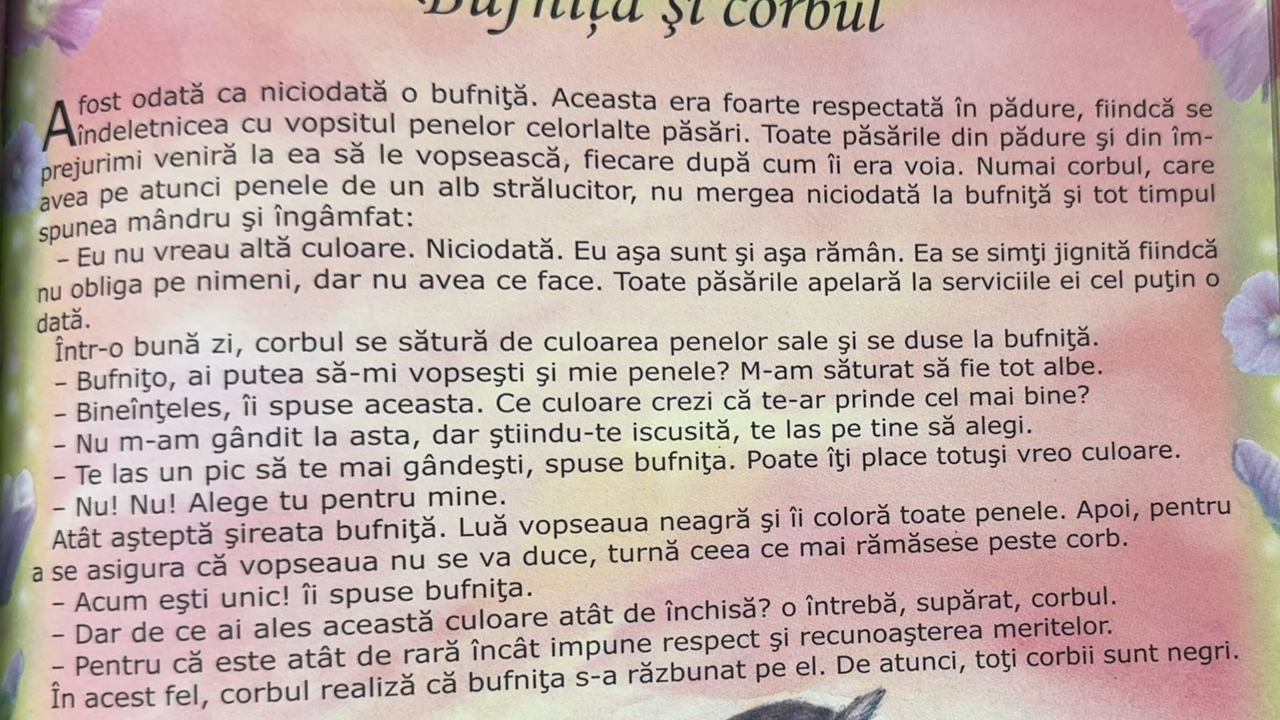 Bufniţa şi corbul
A fost odată ca niciodată o bufniţă. Aceasta era foarte respectată în pădure, fiindcă se
îndeletnicea cu vopsitul penelor celorlalte păsări. Toate păsările din pădure şi din îm-
prejurimi veniră la ea să le vopsească, fiecare după cum îi era voia. Numai corbul, care
avea pe atunci penele de un alb strălucitor, nu mergea niciodată la bufniţă şi tot timpul
spunea mândru şi îngâmfat:
– Eu nu vreau altă culoare. Niciodată. Eu aşa sunt şi aşa rămân. Ea se simţi jignită fiindcă
nu obliga pe nimeni, dar nu avea ce face. Toate păsările apelară la serviciile ei cel puţin o
dată.
Într-o bună zi, corbul se sătură de culoarea penelor sale şi se duse la bufniţă.
– Bufniţo, ai putea să-mi vopseşti şi mie penele? M-am săturat să fie tot albe.
– Bineînţeles, îi spuse aceasta. Ce culoare crezi că te-ar prinde cel mai bine?
– Nu m-am gândit la asta, dar ştiindu-te iscusită, te las pe tine să alegi.
– Te las un pic să te mai gândeşti, spuse bufniţa. Poate îţi place totuşi vreo culoare.
– Nu! Nu! Alege tu pentru mine.
Atât aşteptă şireata bufniţă. Luă vopseaua neagră şi îi coloră toate penele. Apoi, pentru
a se asigura că vopseaua nu se va duce, turnă ceea ce mai rămăsese peste corb.
– Acum eşti unic! îi spuse bufniţa.
– Dar de ce ai ales această culoare atât de închisă? o întrebă, supărat, corbul.
– Pentru că este atât de rară încât impune respect şi recunoaşterea meritelor.
În acest fel, corbul realiză că bufniţa s-a răzbunat pe el. De atunci, toţi corbii sunt negri.